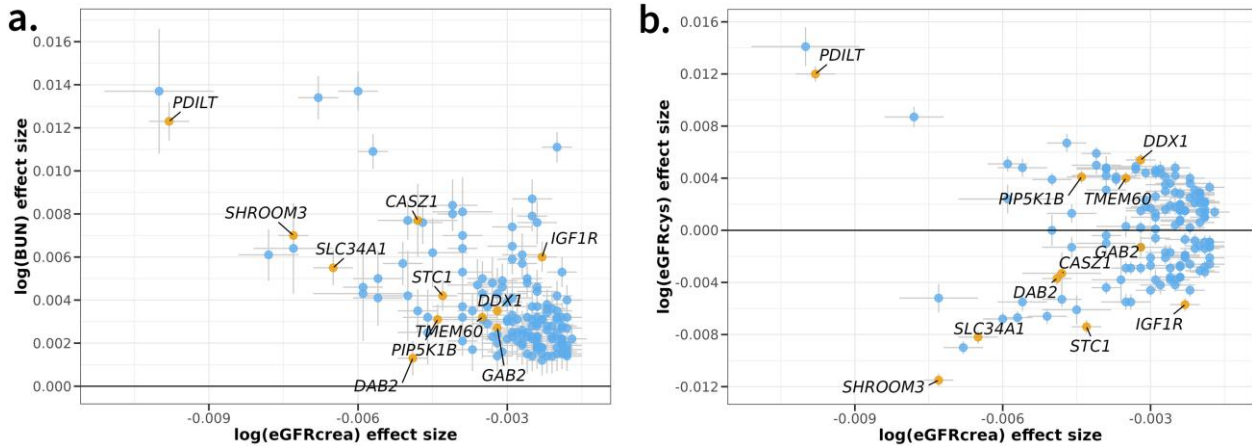 a.
0.016
0.014
0.012
0.010
0.008
0.006
0.004
0.002
0.000
log(BUN) effect size
PDILT
CASZ1
SHROOM3
SLC34A1
IGF1R
STC1
DDX1
TMEM60
PIP5K1B
DAB2
GAB2
-0.009
-0.006
-0.003
log(eGFRcrea) effect size
b.
0.016
0.012
0.008
0.004
0.000
-0.004
-0.008
-0.012
log(eGFRcys) effect size
PDILT
DDX1
PIP5K1B
TMEM60
GAB2
CASZ1
DAB2
IGF1R
SLC34A1
STC1
SHROOM3
-0.009
-0.006
-0.003
log(eGFRcrea) effect size